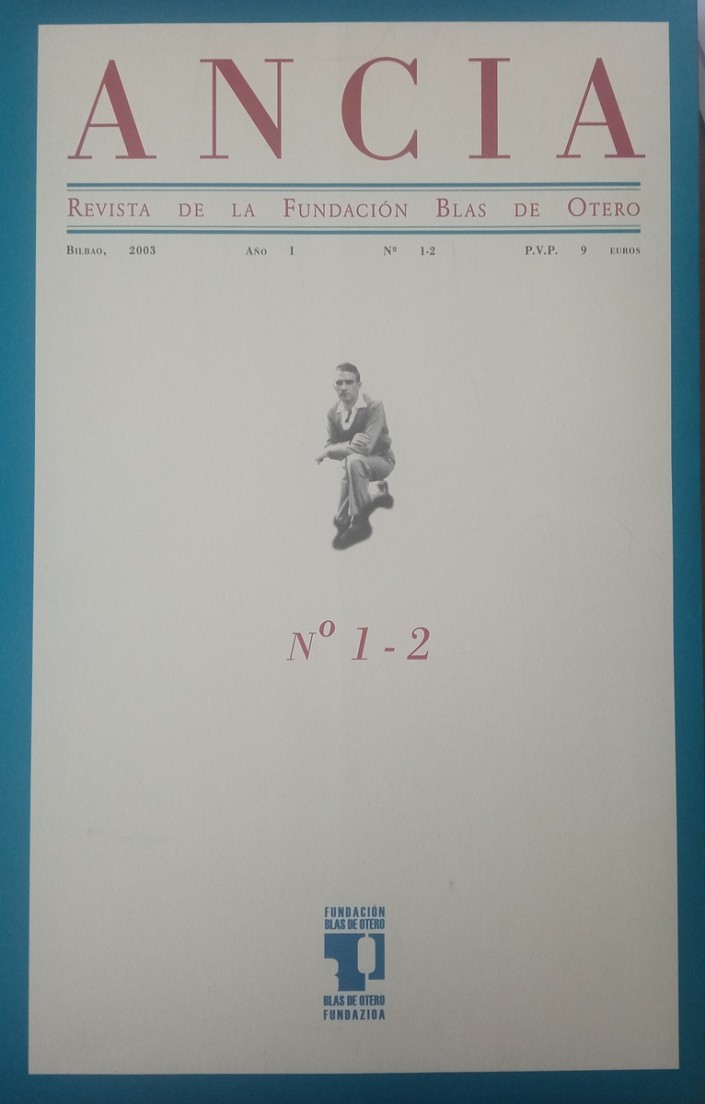 ANCIA
REVISTA DE LA FUNDACIÓN BLAS DE OTERO
BILBAO, 2003 AÑO I Nº 1-2 P.V.P. 9 EUROS
Nº 1-2
FUNDACIÓN
BLAS DE OTERO
BO
BLAS DE OTERO
FUNDAZIOA